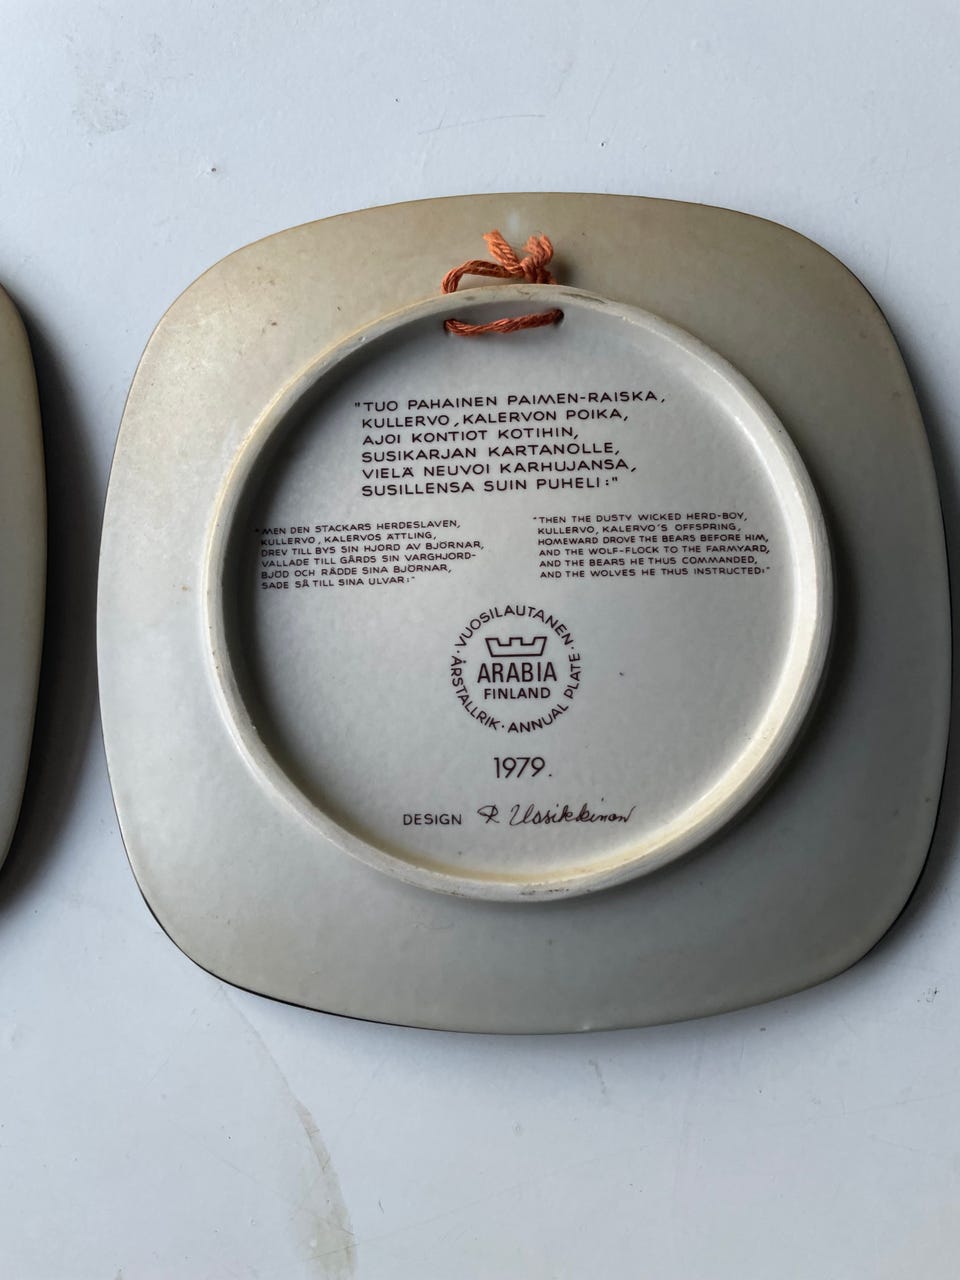 "TUO PAHAINEN PAIMEN-RAISKA,
KULLERVO, KALERVON POIKA,
AJOI KONTIOT KOTIHIN,
SUSIKARJAN KARTANOLLE,
VIELÄ NEUVOI KARHUJANSA,
SUSILLENSA SUIN PUHELI:"
"MEN DEN STACKARS HERDESLAVEN,
KULLERVO, KALERVOS ÄTTLING,
DREV TILL BYS SIN HJORD AV BJÖRNAR,
VALLADE TILL GÅRDS SIN VARGHJORD-
BJÖD OCH RÄDDE SINA BJÖRNAR,
SADE SÅ TILL SINA ULVAR:"
"THEN THE DUSTY WICKED HERD-BOY,
KULLERVO, KALERVO'S OFFSPRING,
HOMEWARD DROVE THE BEARS BEFORE HIM,
AND THE WOLF-FLOCK TO THE FARMYARD,
AND THE BEARS HE THUS COMMANDED,
AND THE WOLVES HE THUS INSTRUCTED:"
· VUOSILAUTANEN · ANNUAL PLATE · ÅRSTALLRIK
ARABIA
FINLAND
1979.
DESIGN R Uosikkinen